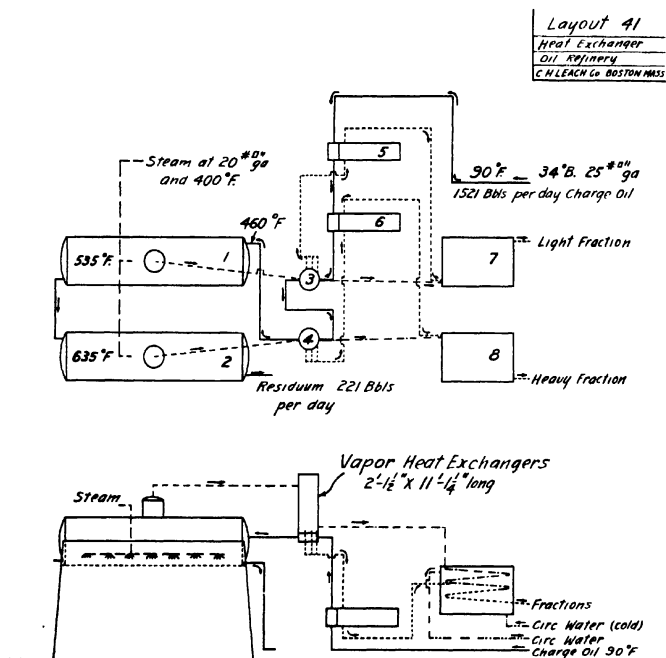 Layout 41
Heat Exchanger
Oil Refinery
C H LEACH Co BOSTON MASS
Steam at 20 #□" ga
and 400°F.
5
90°F. 34°B. 25 #□" ga
1521 Bbls per day Charge Oil
6
460°F
535°F.
1
3
7
Light Fraction
635°F
2
4
8
Heavy Fraction
Residuum 221 Bbls
per day
Vapor Heat Exchangers
2'-1½" X 11'-1¼" long
Steam
Fractions
Circ Water (cold)
Circ Water
Charge Oil 90°F